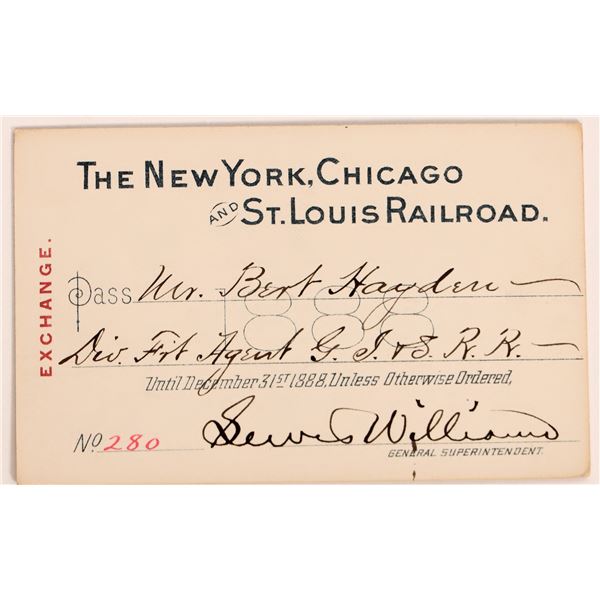 THE NEW YORK, CHICAGO
AND ST. LOUIS RAILROAD.
EXCHANGE.
1888
Pass Mr. Bert Hayden
Div. Frt Agent G. I. & S. R. R.
Until December 31ST 1888, Unless Otherwise Ordered,
No 280 Lewis Williams
GENERAL SUPERINTENDENT.